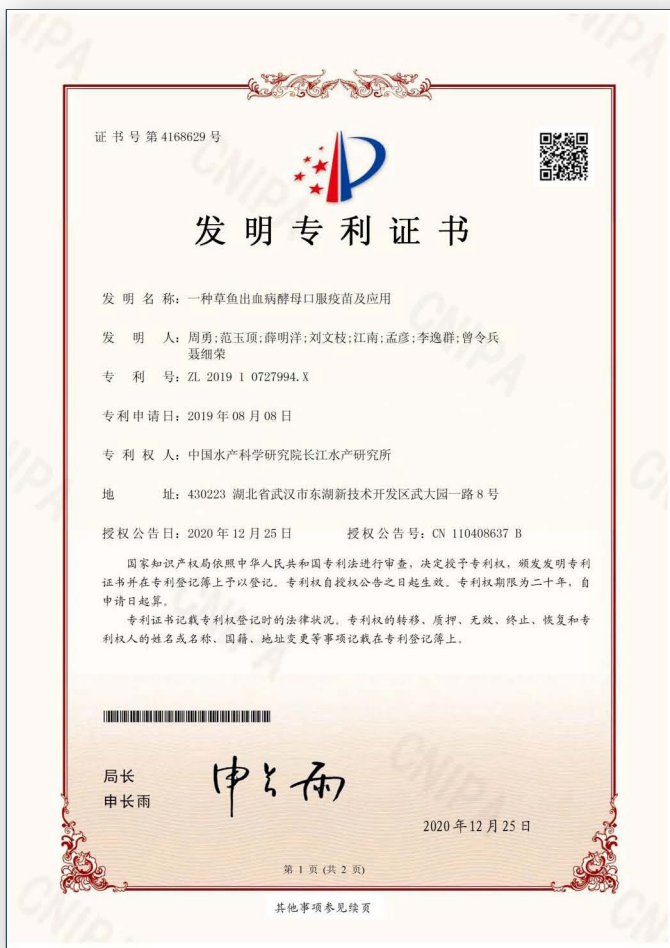 证书号第4168629号
发明专利证书
发明名称：一种草鱼出血病酵母口服疫苗及应用
发明人：周勇;范玉顶;薛明洋;刘文枝;江南;孟彦;李逸群;曾令兵
聂细荣
专利号：ZL 2019 1 0727994.X
专利申请日：2019年08月08日
专利权人：中国水产科学研究院长江水产研究所
地址：430223 湖北省武汉市东湖新技术开发区武大园一路8号
授权公告日：2020年12月25日 授权公告号：CN 110408637 B
国家知识产权局依照中华人民共和国专利法进行审查，决定授予专利权，颁发发明专利
证书并在专利登记簿上予以登记。专利权自授权公告之日起生效。专利权期限为二十年，自
申请日起算。
专利证书记载专利权登记时的法律状况。专利权的转移、质押、无效、终止、恢复和专
利权人的姓名或名称、国籍、地址变更等事项记载在专利登记簿上。
局长
申长雨
申长雨
2020年12月25日
第 1 页 (共 2 页)
其他事项参见续页
CNIPA